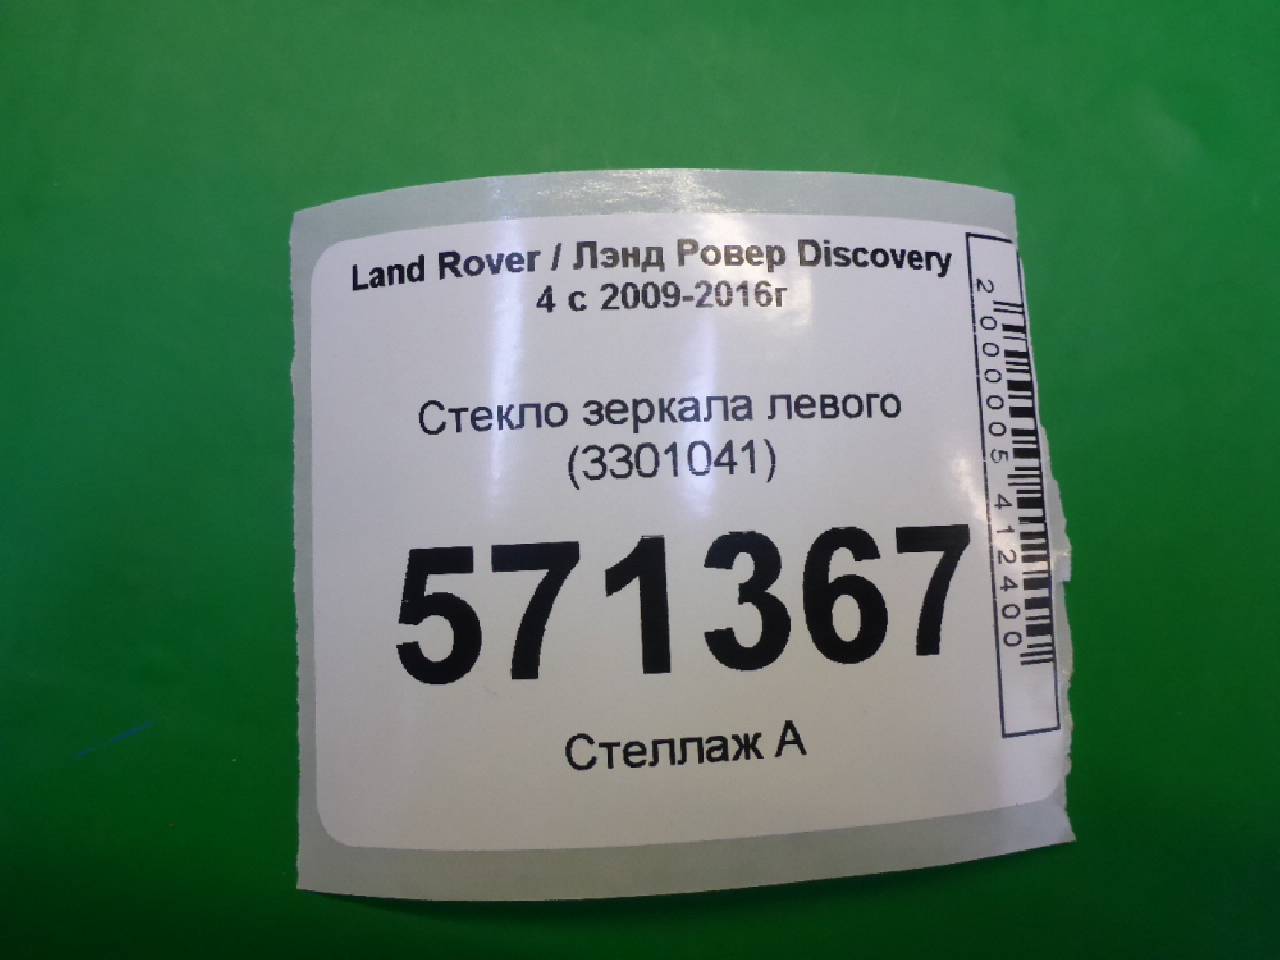 Land Rover / Лэнд Ровер Discovery
4 с 2009-2016г
Стекло зеркала левого
(3301041)
571367
Стеллаж А
2000005412400